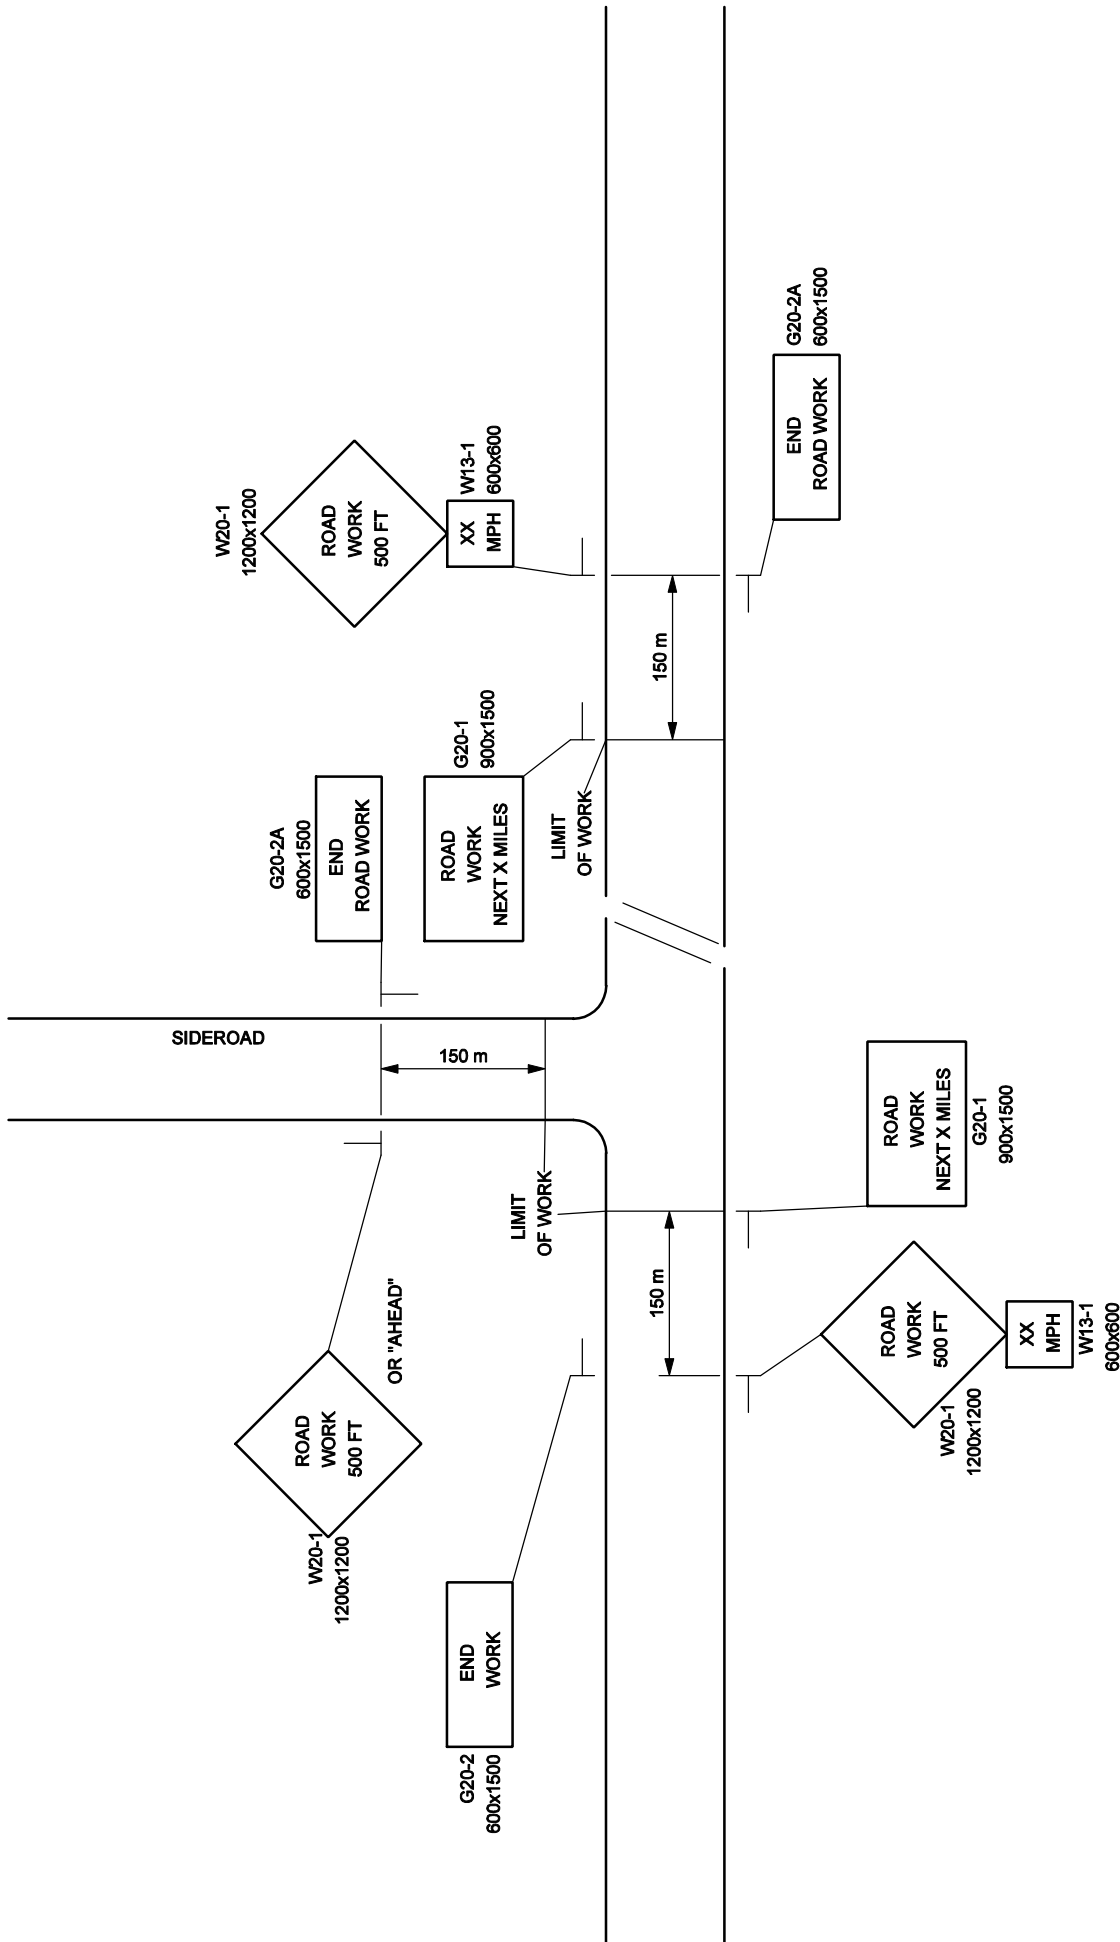 W20-1
1200x1200
ROAD
WORK
500 FT
XX
MPH
W13-1
600x600
G20-2A
600x1500
END
ROAD WORK
150 m
G20-1
900x1500
ROAD
WORK
NEXT X MILES
LIMIT
OF WORK
G20-2A
600x1500
END
ROAD WORK
SIDEROAD
150 m
LIMIT
OF WORK
150 m
ROAD
WORK
NEXT X MILES
G20-1
900x1500
ROAD
WORK
500 FT
W20-1
1200x1200
XX
MPH
W13-1
600x600
OR "AHEAD"
ROAD
WORK
500 FT
W20-1
1200x1200
END
WORK
G20-2
600x1500